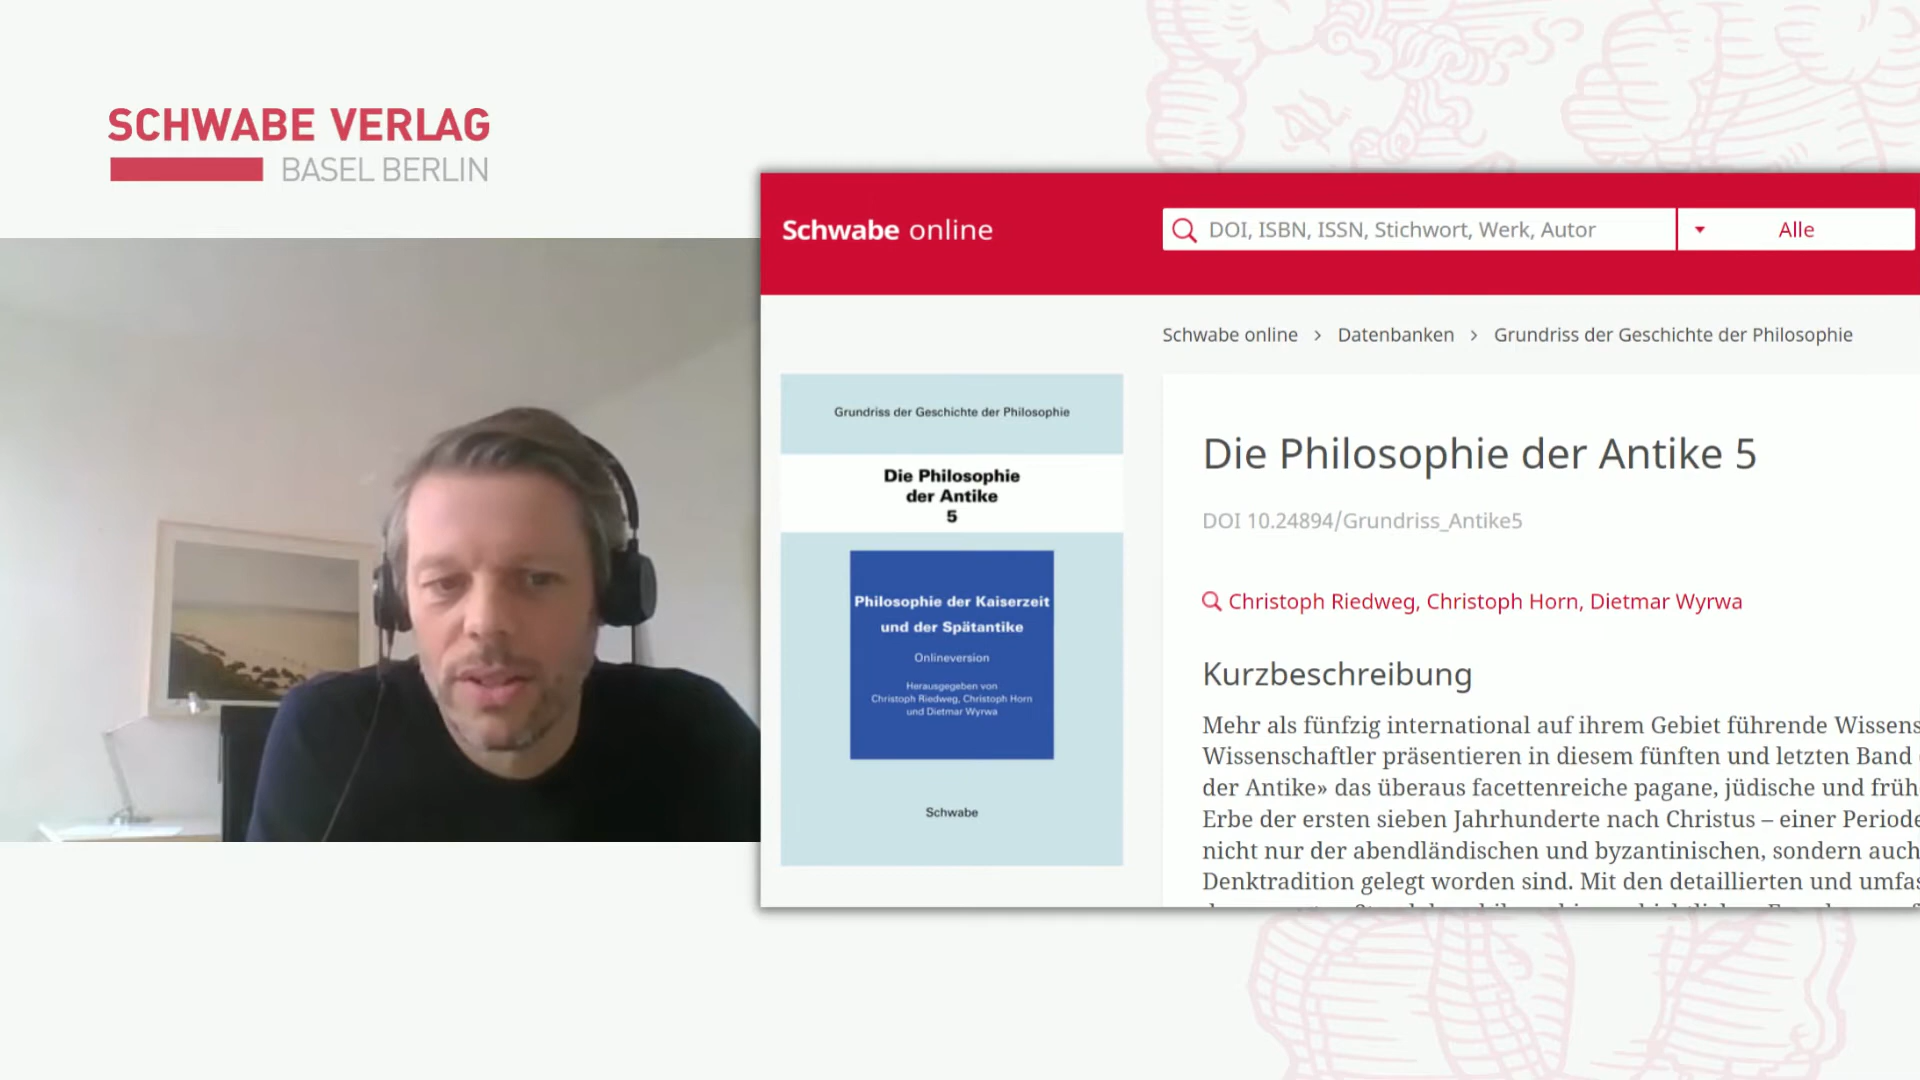 SCHWABE VERLAG
BASEL BERLIN
Schwabe online
DOI, ISBN, ISSN, Stichwort, Werk, Autor
Alle
Schwabe online > Datenbanken > Grundriss der Geschichte der Philosophie
Grundriss der Geschichte der Philosophie
Die Philosophie
der Antike
5
Philosophie der Kaiserzeit
und der Spätantike
Onlineversion
Herausgegeben von
Christoph Riedweg, Christoph Horn
und Dietmar Wyrwa
Schwabe
Die Philosophie der Antike 5
DOI 10.24894/Grundriss_Antike5
Christoph Riedweg, Christoph Horn, Dietmar Wyrwa
Kurzbeschreibung
Mehr als fünfzig international auf ihrem Gebiet führende Wissens
Wissenschaftler präsentieren in diesem fünften und letzten Band
der Antike» das überaus facettenreiche pagane, jüdische und früh
Erbe der ersten sieben Jahrhunderte nach Christus – einer Periode
nicht nur der abendländischen und byzantinischen, sondern auch
Denktradition gelegt worden sind. Mit den detaillierten und umfas